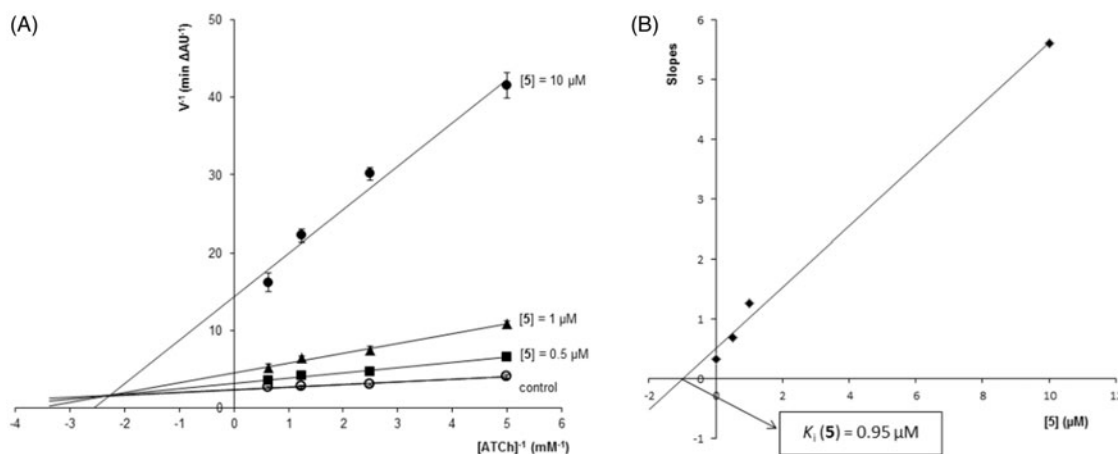 (A)
V⁻¹ (min ΔAU⁻¹)
50
40
30
20
10
0
-4 -3 -2 -1 0 1 2 3 4 5 6
[ATCh]⁻¹ (mM⁻¹)
[5] = 10 µM
[5] = 1 µM
[5] = 0.5 µM
control
(B)
Slopes
6
5
4
3
2
1
0
-1
-2 0 2 4 6 8 10 12
[5] (µM)
Kᵢ (5) = 0.95 µM